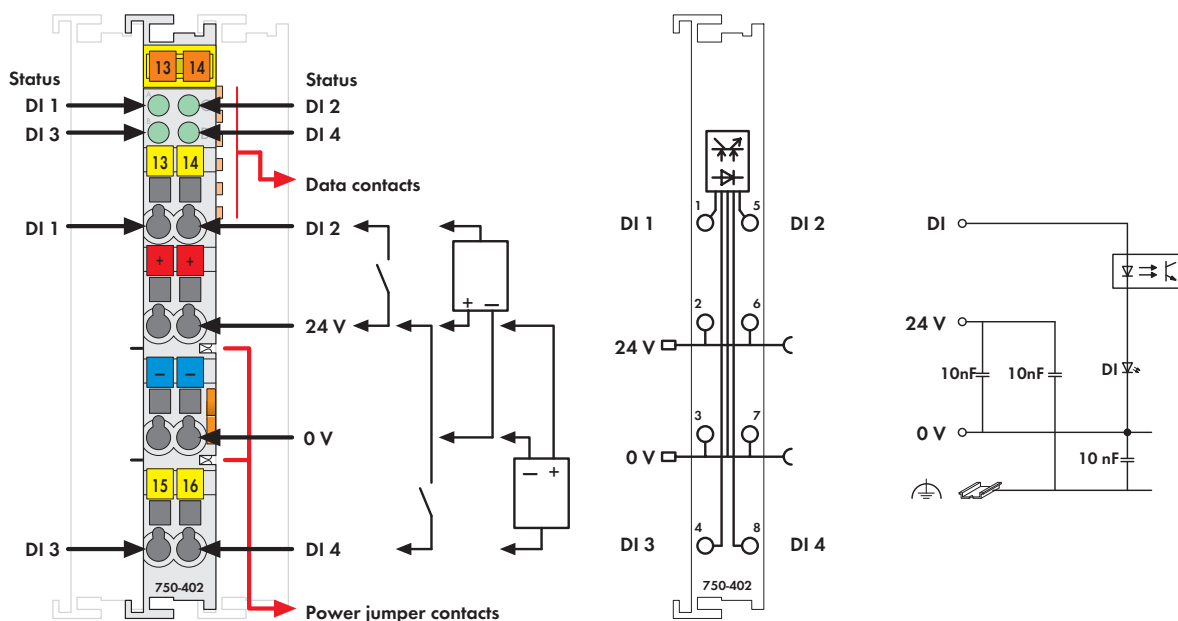 13 14
Status Status
DI 1 DI 2
DI 3 DI 4
13 14
Data contacts
DI 1 DI 2
+ +
+ −
24 V
− −
0 V
− +
15 16
DI 3 DI 4
750-402
Power jumper contacts
1 5
DI 1 DI 2
2 6
24 V
3 7
0 V
4 8
DI 3 DI 4
750-402
DI
24 V
10nF 10nF DI
0 V
10 nF